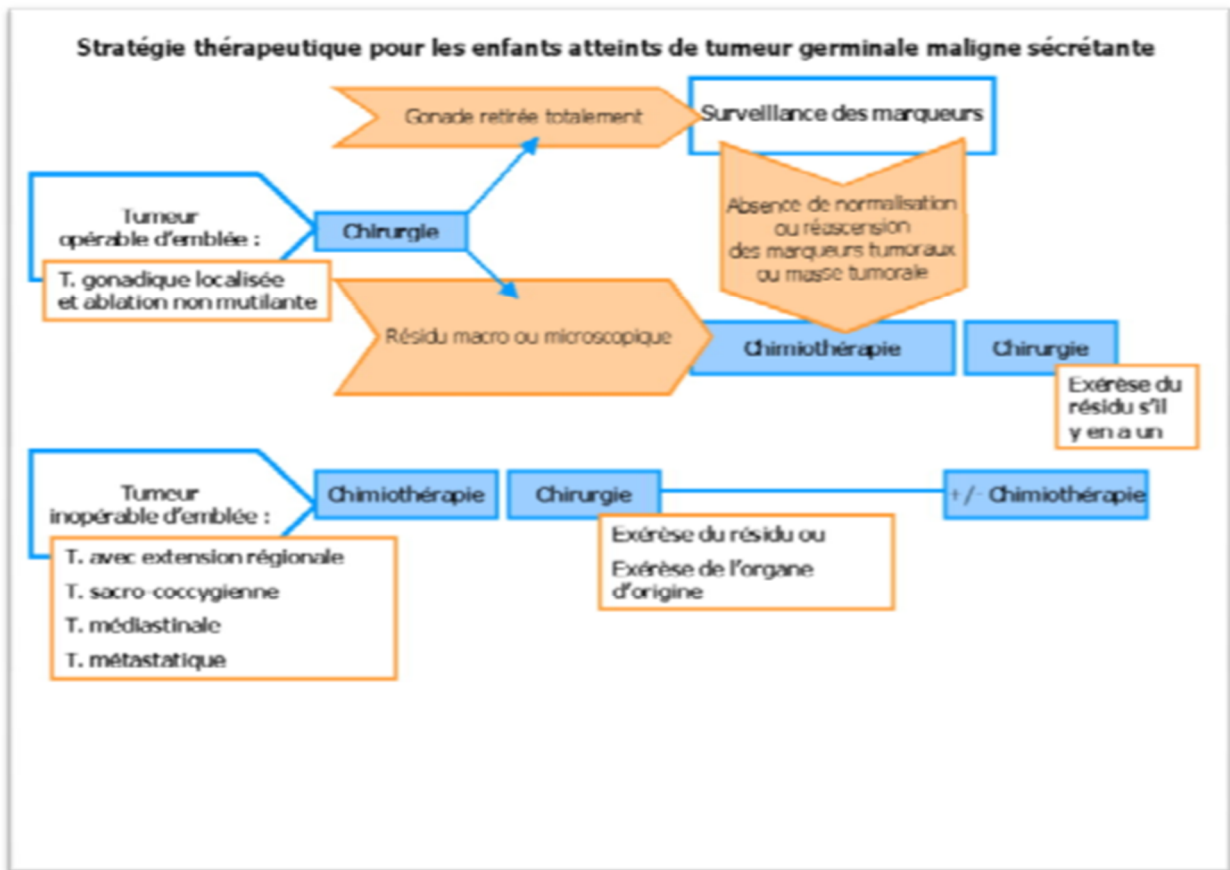 Stratégie thérapeutique pour les enfants atteints de tumeur germinale maligne sécrétante
Gonade retirée totalement
Surveillance des marqueurs
Absence de normalisation
ou réascension
des marqueurs tumoraux
ou masse tumorale
Tumeur
opérable d'emblée :
Chirurgie
T. gonadique localisée
et ablation non mutilante
Résidu macro ou microscopique
Chimiothérapie
Chirurgie
Exérèse du
résidu s'il
y en a un
Tumeur
inopérable d'emblée :
Chimiothérapie
Chirurgie
+/- Chimiothérapie
Exérèse du résidu ou
Exérèse de l'organe
d'origine
T. avec extension régionale
T. sacro-coccygienne
T. médiastinale
T. métastatique